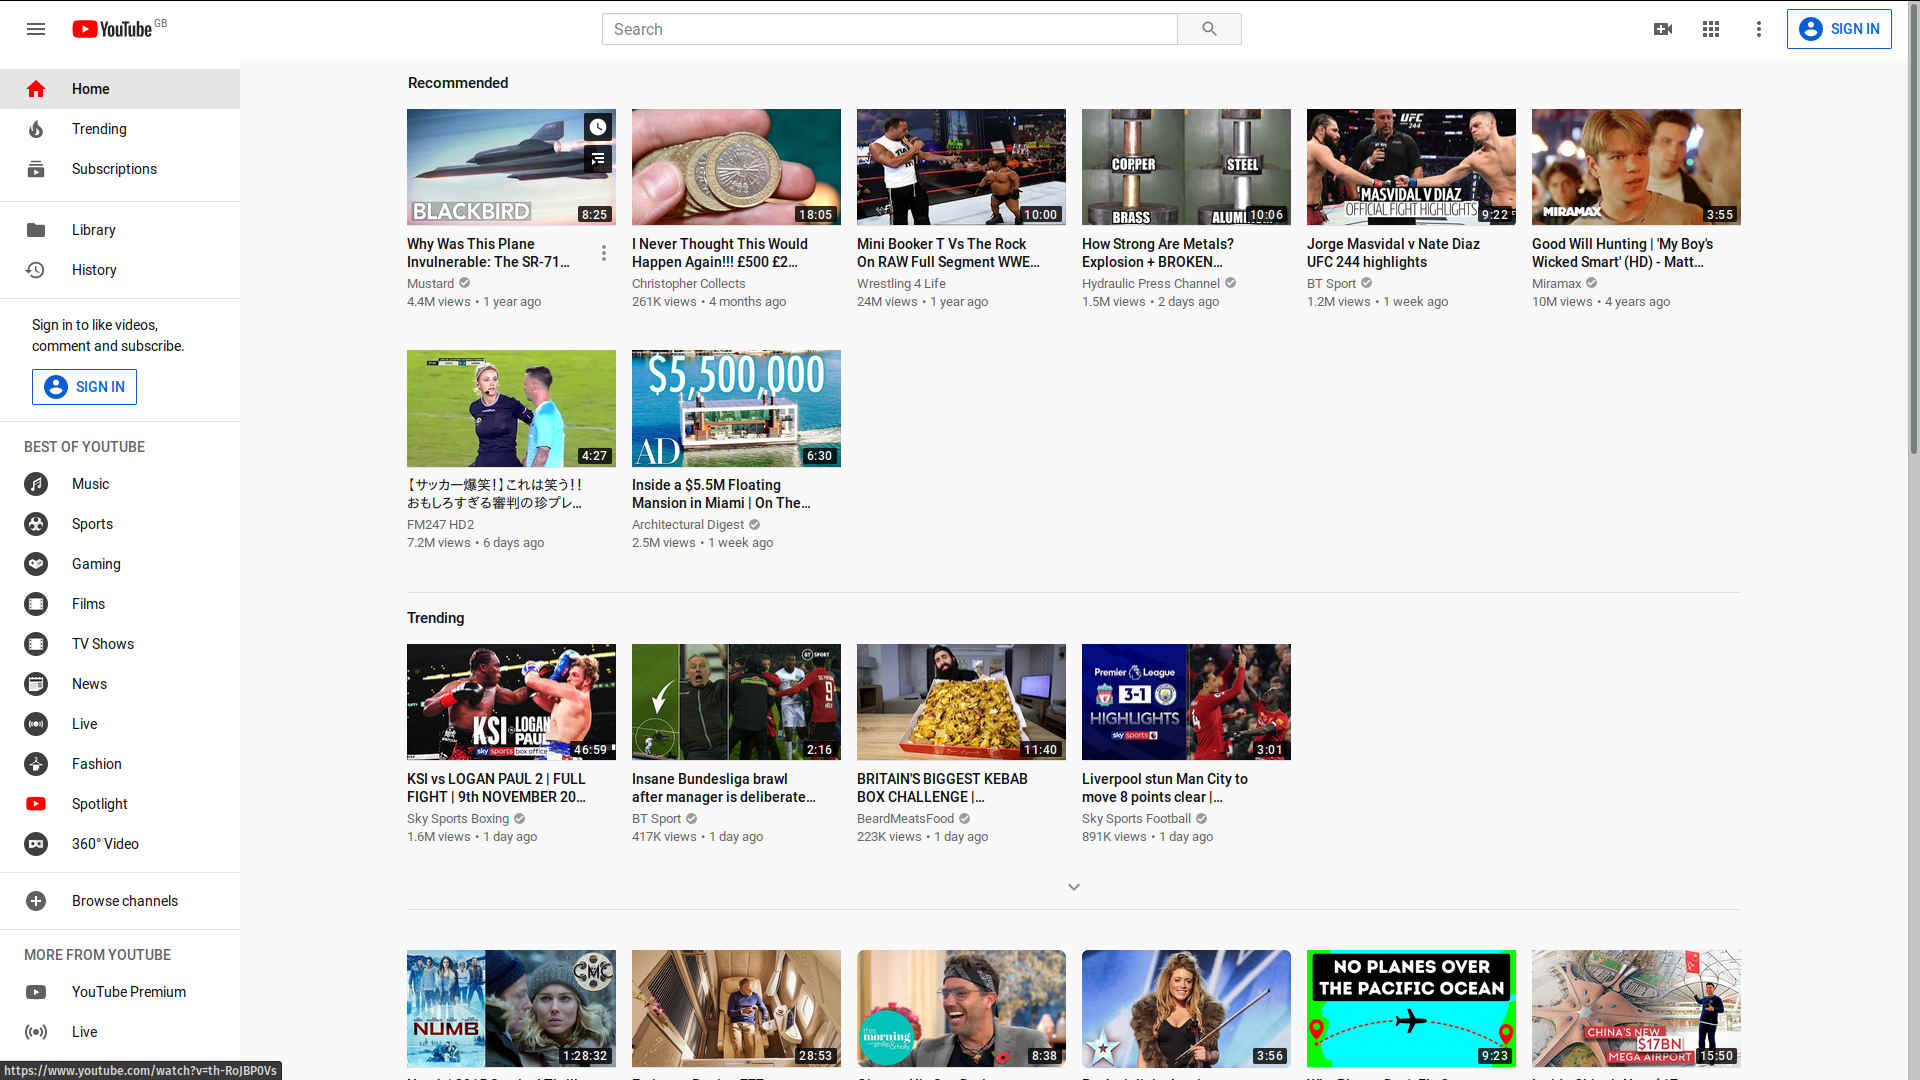 YouTube GB
Search
SIGN IN
Home
Trending
Subscriptions
Library
History
Sign in to like videos,
comment and subscribe.
SIGN IN
BEST OF YOUTUBE
Music
Sports
Gaming
Films
TV Shows
News
Live
Fashion
Spotlight
360° Video
Browse channels
MORE FROM YOUTUBE
YouTube Premium
Live
https://www.youtube.com/watch?v=th-RoJBP0Vs
Recommended
BLACKBIRD
8:25
Why Was This Plane
Invulnerable: The SR-71...
Mustard
4.4M views • 1 year ago
18:05
I Never Thought This Would
Happen Again!!! £500 £2...
Christopher Collects
261K views • 4 months ago
10:00
Mini Booker T Vs The Rock
On RAW Full Segment WWE...
Wrestling 4 Life
24M views • 1 year ago
COPPER
STEEL
BRASS
10:06
How Strong Are Metals?
Explosion + BROKEN...
Hydraulic Press Channel
1.5M views • 2 days ago
UFC
244
MASVIDAL V DIAZ
OFFICIAL FIGHT HIGHLIGHTS
9:22
Jorge Masvidal v Nate Diaz
UFC 244 highlights
BT Sport
1.2M views • 1 week ago
MIRAMAX
3:55
Good Will Hunting | 'My Boy's
Wicked Smart' (HD) - Matt...
Miramax
10M views • 4 years ago
4:27
【サッカー爆笑！】これは笑う！！
おもしろすぎる審判の珍プレ...
FM247 HD2
7.2M views • 6 days ago
$5,500,000
AD
6:30
Inside a $5.5M Floating
Mansion in Miami | On The...
Architectural Digest
2.5M views • 1 week ago
Trending
KSI LOGAN
PAUL
sky sports box office
46:59
KSI vs LOGAN PAUL 2 | FULL
FIGHT | 9th NOVEMBER 20...
Sky Sports Boxing
1.6M views • 1 day ago
BT SPORT
9
2:16
Insane Bundesliga brawl
after manager is deliberate...
BT Sport
417K views • 1 day ago
11:40
BRITAIN'S BIGGEST KEBAB
BOX CHALLENGE |...
BeardMeatsFood
223K views • 1 day ago
Premier League
3-1
HIGHLIGHTS
sky sports
4
3:01
Liverpool stun Man City to
move 8 points clear |...
Sky Sports Football
891K views • 1 day ago
NUMB
CMC
1:28:32
28:53
this
morning
8:38
3:56
NO PLANES OVER
THE PACIFIC OCEAN
9:23
CHINA'S NEW
$17BN
MEGA AIRPORT
15:50